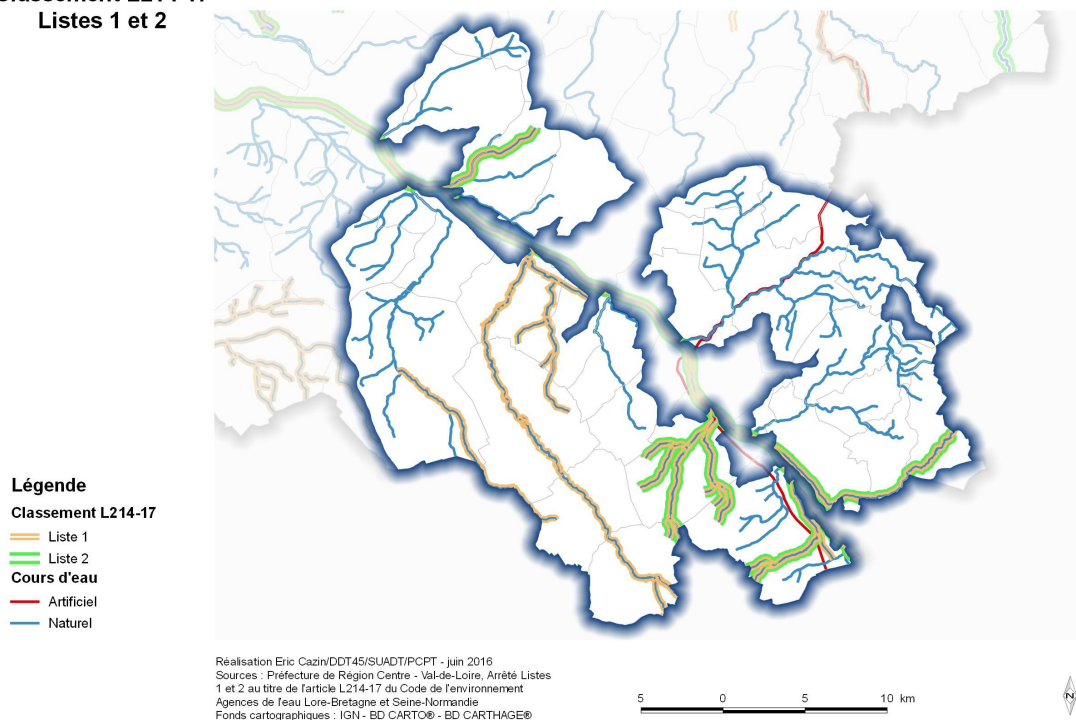 Listes 1 et 2
Légende
Classement L214-17
Liste 1
Liste 2
Cours d'eau
Artificiel
Naturel
Réalisation Eric Cazin/DDT45/SUADT/PCPT - juin 2016
Sources : Préfecture de Région Centre - Val-de-Loire, Arrêté Listes
1 et 2 au titre de l'article L214-17 du Code de l'environnement
Agences de l'eau Lore-Bretagne et Seine-Normandie
Fonds cartographiques : IGN - BD CARTO® - BD CARTHAGE®
5 0 5 10 km
N